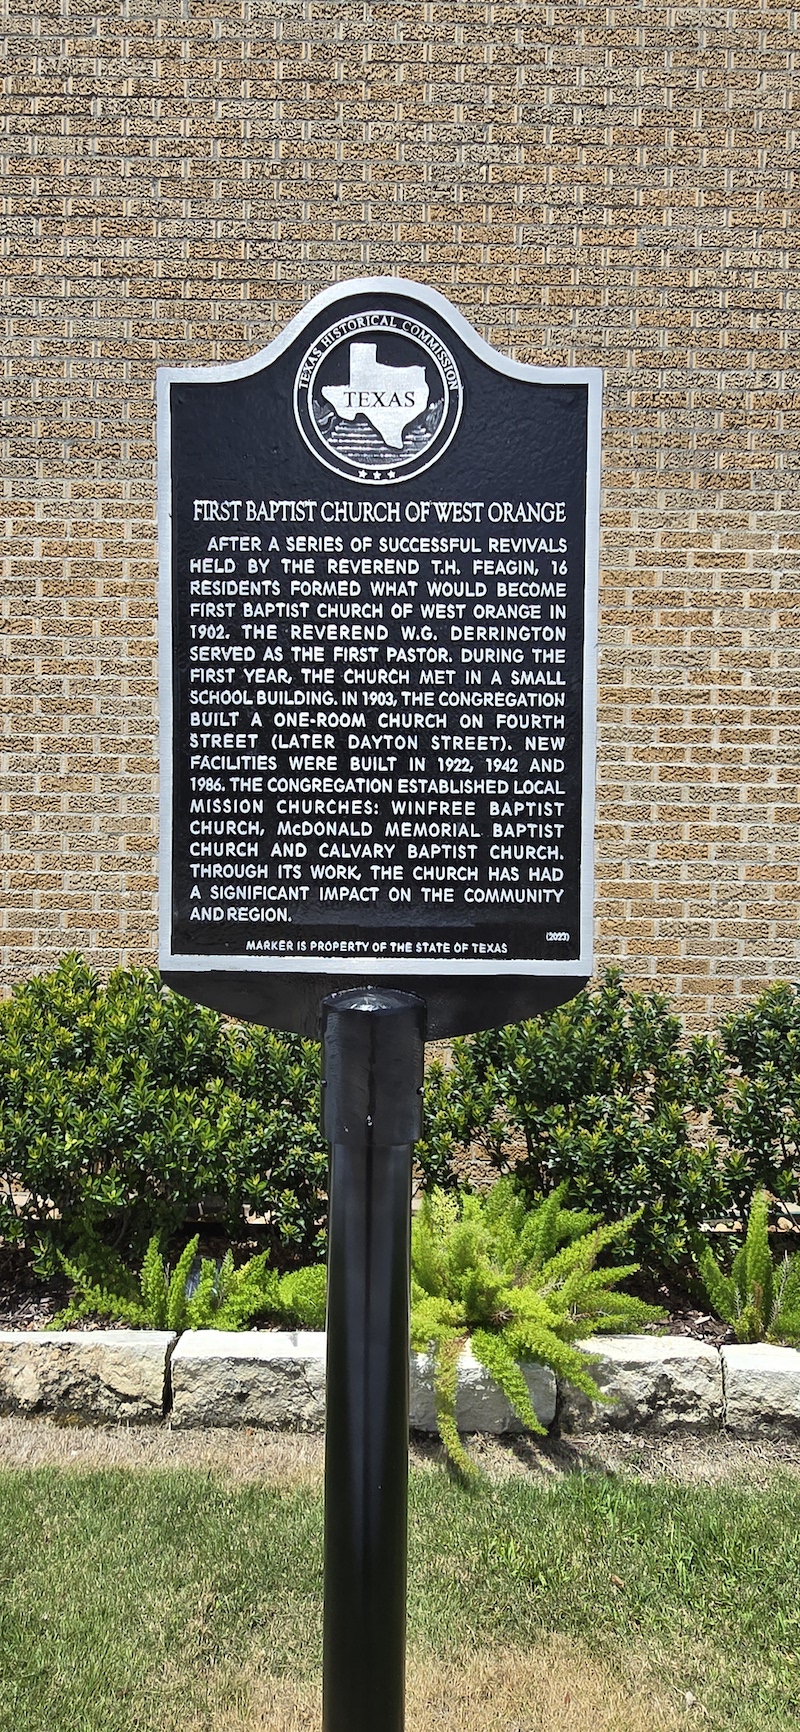 TEXAS HISTORICAL COMMISSION
TEXAS
FIRST BAPTIST CHURCH OF WEST ORANGE
AFTER A SERIES OF SUCCESSFUL REVIVALS
HELD BY THE REVEREND T.H. FEAGIN, 16
RESIDENTS FORMED WHAT WOULD BECOME
FIRST BAPTIST CHURCH OF WEST ORANGE IN
1902. THE REVEREND W.G. DERRINGTON
SERVED AS THE FIRST PASTOR. DURING THE
FIRST YEAR, THE CHURCH MET IN A SMALL
SCHOOL BUILDING. IN 1903, THE CONGREGATION
BUILT A ONE-ROOM CHURCH ON FOURTH
STREET (LATER DAYTON STREET). NEW
FACILITIES WERE BUILT IN 1922, 1942 AND
1986. THE CONGREGATION ESTABLISHED LOCAL
MISSION CHURCHES: WINFREE BAPTIST
CHURCH, McDONALD MEMORIAL BAPTIST
CHURCH AND CALVARY BAPTIST CHURCH.
THROUGH ITS WORK, THE CHURCH HAS HAD
A SIGNIFICANT IMPACT ON THE COMMUNITY
AND REGION.
(2023)
MARKER IS PROPERTY OF THE STATE OF TEXAS